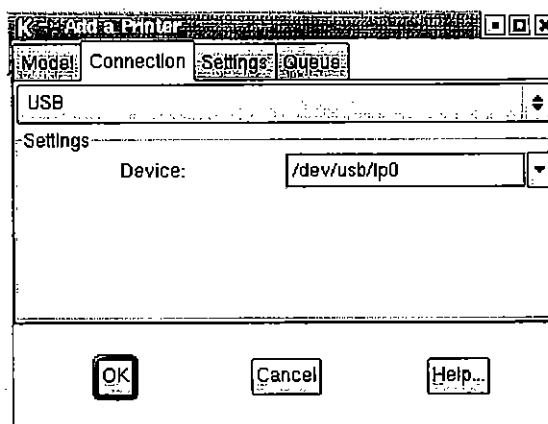 Add a Printer
Model Connection Settings Queue
USB
Settings
Device: /dev/usb/lp0
OK Cancel Help...